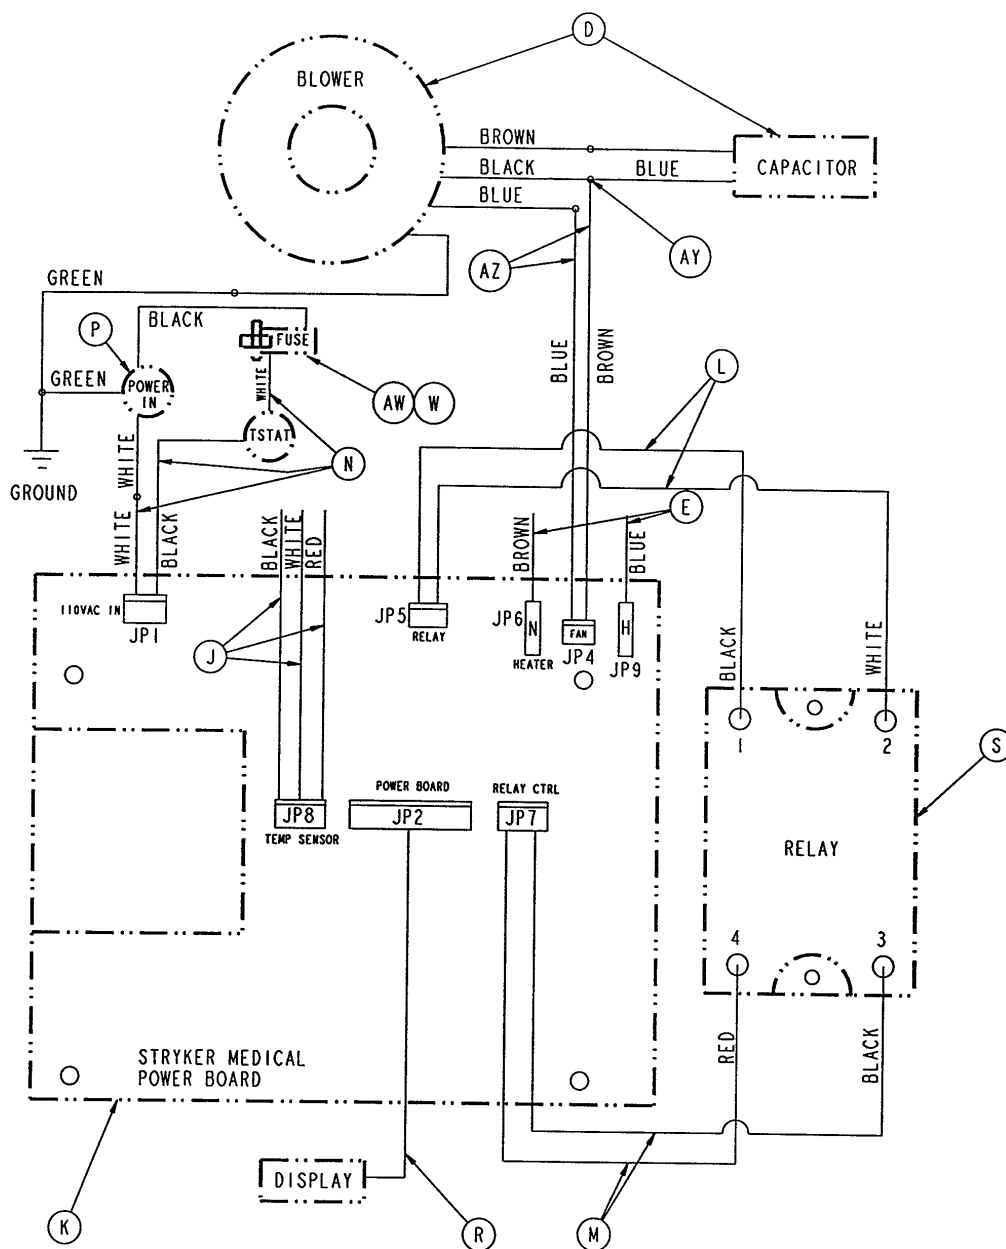 D
BLOWER
BROWN
BLACK
BLUE
CAPACITOR
BLUE
AZ
AY
GREEN
BLACK
P
FUSE
GREEN
POWER
IN
WHITE
AW
W
BLUE
BROWN
L
TSTAT
N
WHITE
GROUND
WHITE
BLACK
BLACK
WHITE
RED
BROWN
E
BLUE
110VAC IN
JP1
JP5
RELAY
JP6
N
HEATER
FAN
JP4
H
JP9
J
BLACK
WHITE
1
2
S
POWER BOARD
RELAY CTRL
JP8
JP2
JP7
TEMP SENSOR
RELAY
4
3
STRYKER MEDICAL
POWER BOARD
RED
BLACK
DISPLAY
K
R
M